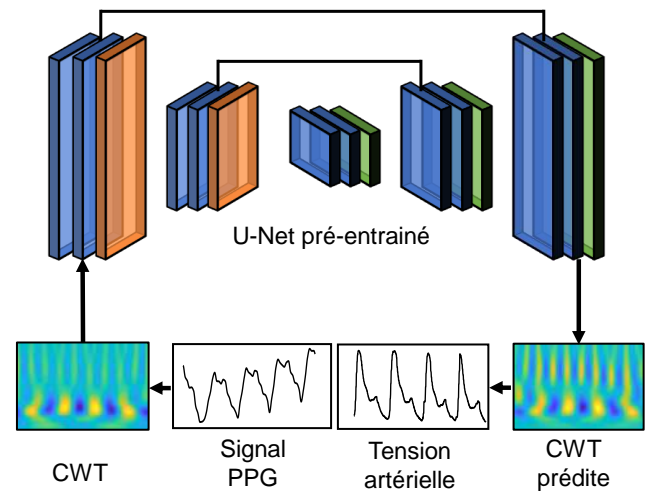 U-Net pré-entrainé
CWT
Signal
PPG
Tension
artérielle
CWT
prédite